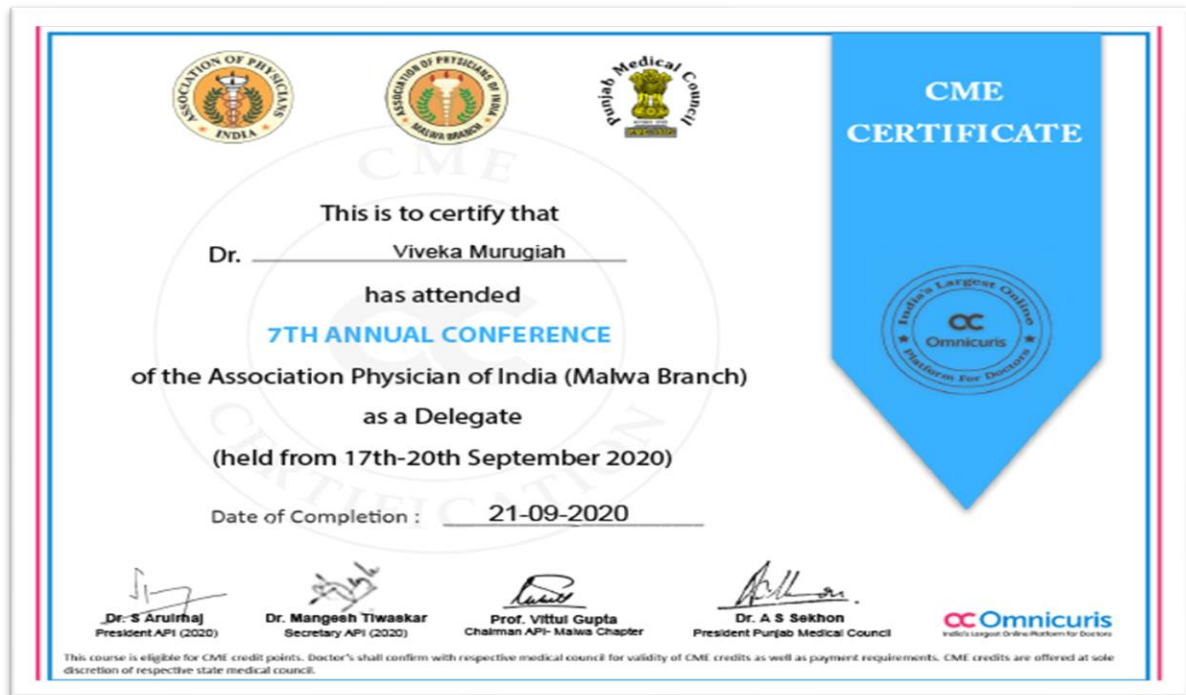 ASSOCIATION OF PHYSICIANS
INDIA
ASSOCIATION OF PHYSICIANS OF INDIA
MALWA BRANCH
Punjab Medical Council
CME
CERTIFICATE
CME
CERTIFICATION
This is to certify that
Dr. Viveka Murugiah
has attended
7TH ANNUAL CONFERENCE
of the Association Physician of India (Malwa Branch)
as a Delegate
(held from 17th-20th September 2020)
Date of Completion : 21-09-2020
India's Largest Online
Omnicuris
Platform For Doctors
Dr. S Arulrhaj
President API (2020)
Dr. Mangesh Tiwaskar
Secretary API (2020)
Prof. Vittul Gupta
Chairman API- Malwa Chapter
Dr. A S Sekhon
President Punjab Medical Council
Omnicuris
India's Largest Online Platform for Doctors
This course is eligible for CME credit points. Doctor's shall confirm with respective medical council for validity of CME credits as well as payment requirements. CME credits are offered at sole
discretion of respective state medical council.